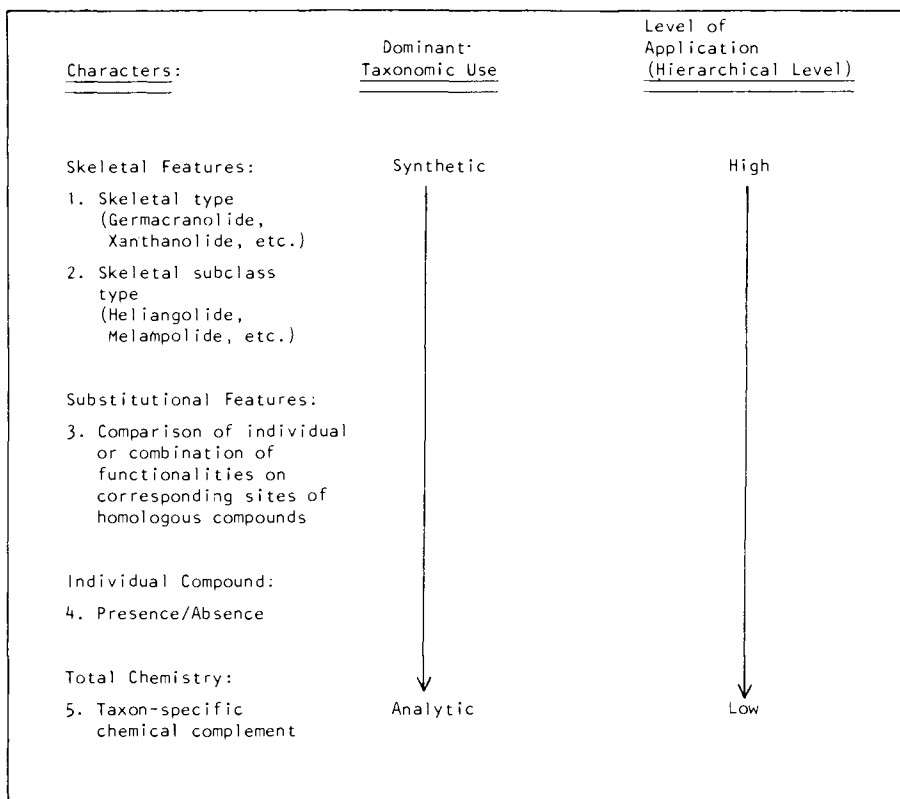 Characters:
Dominant·
Taxonomic Use
Level of
Application
(Hierarchical Level)
Skeletal Features:
Synthetic
High
1. Skeletal type
(Germacranolide,
Xanthanolide, etc.)
2. Skeletal subclass
type
(Heliangolide,
Melampolide, etc.)
Substitutional Features:
3. Comparison of individual
or combination of
functionalities on
corresponding sites of
homologous compounds
Individual Compound:
4. Presence/Absence
Total Chemistry:
5. Taxon-specific
chemical complement
Analytic
Low